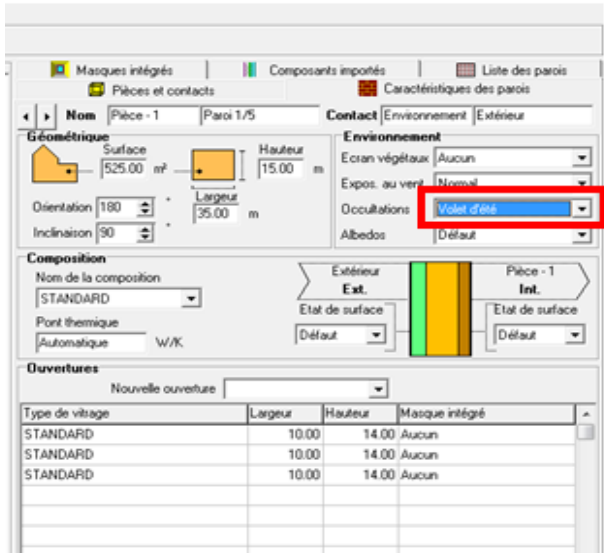 Masques intégrés
Composants importés
Liste des parois
Pièces et contacts
Caractéristiques des parois
Nom Pièce - 1 Paroi 1/5 Contact Environnement Extérieur
Géométrique
Surface
525.00 m²
Hauteur
15.00 m
Orientation 180 °
Largeur
35.00 m
Inclinaison 90 °
Environnement
Ecran végétaux Aucun
Expos. au vent Normal
Occultations Volet d'été
Albedos Défaut
Composition
Nom de la composition
STANDARD
Pont thermique
Automatique W/K
Extérieur
Ext.
Etat de surface
Défaut
Pièce - 1
Int.
Etat de surface
Défaut
Ouvertures
Nouvelle ouverture
Type de vitrage Largeur Hauteur Masque intégré
STANDARD 10.00 14.00 Aucun
STANDARD 10.00 14.00 Aucun
STANDARD 10.00 14.00 Aucun